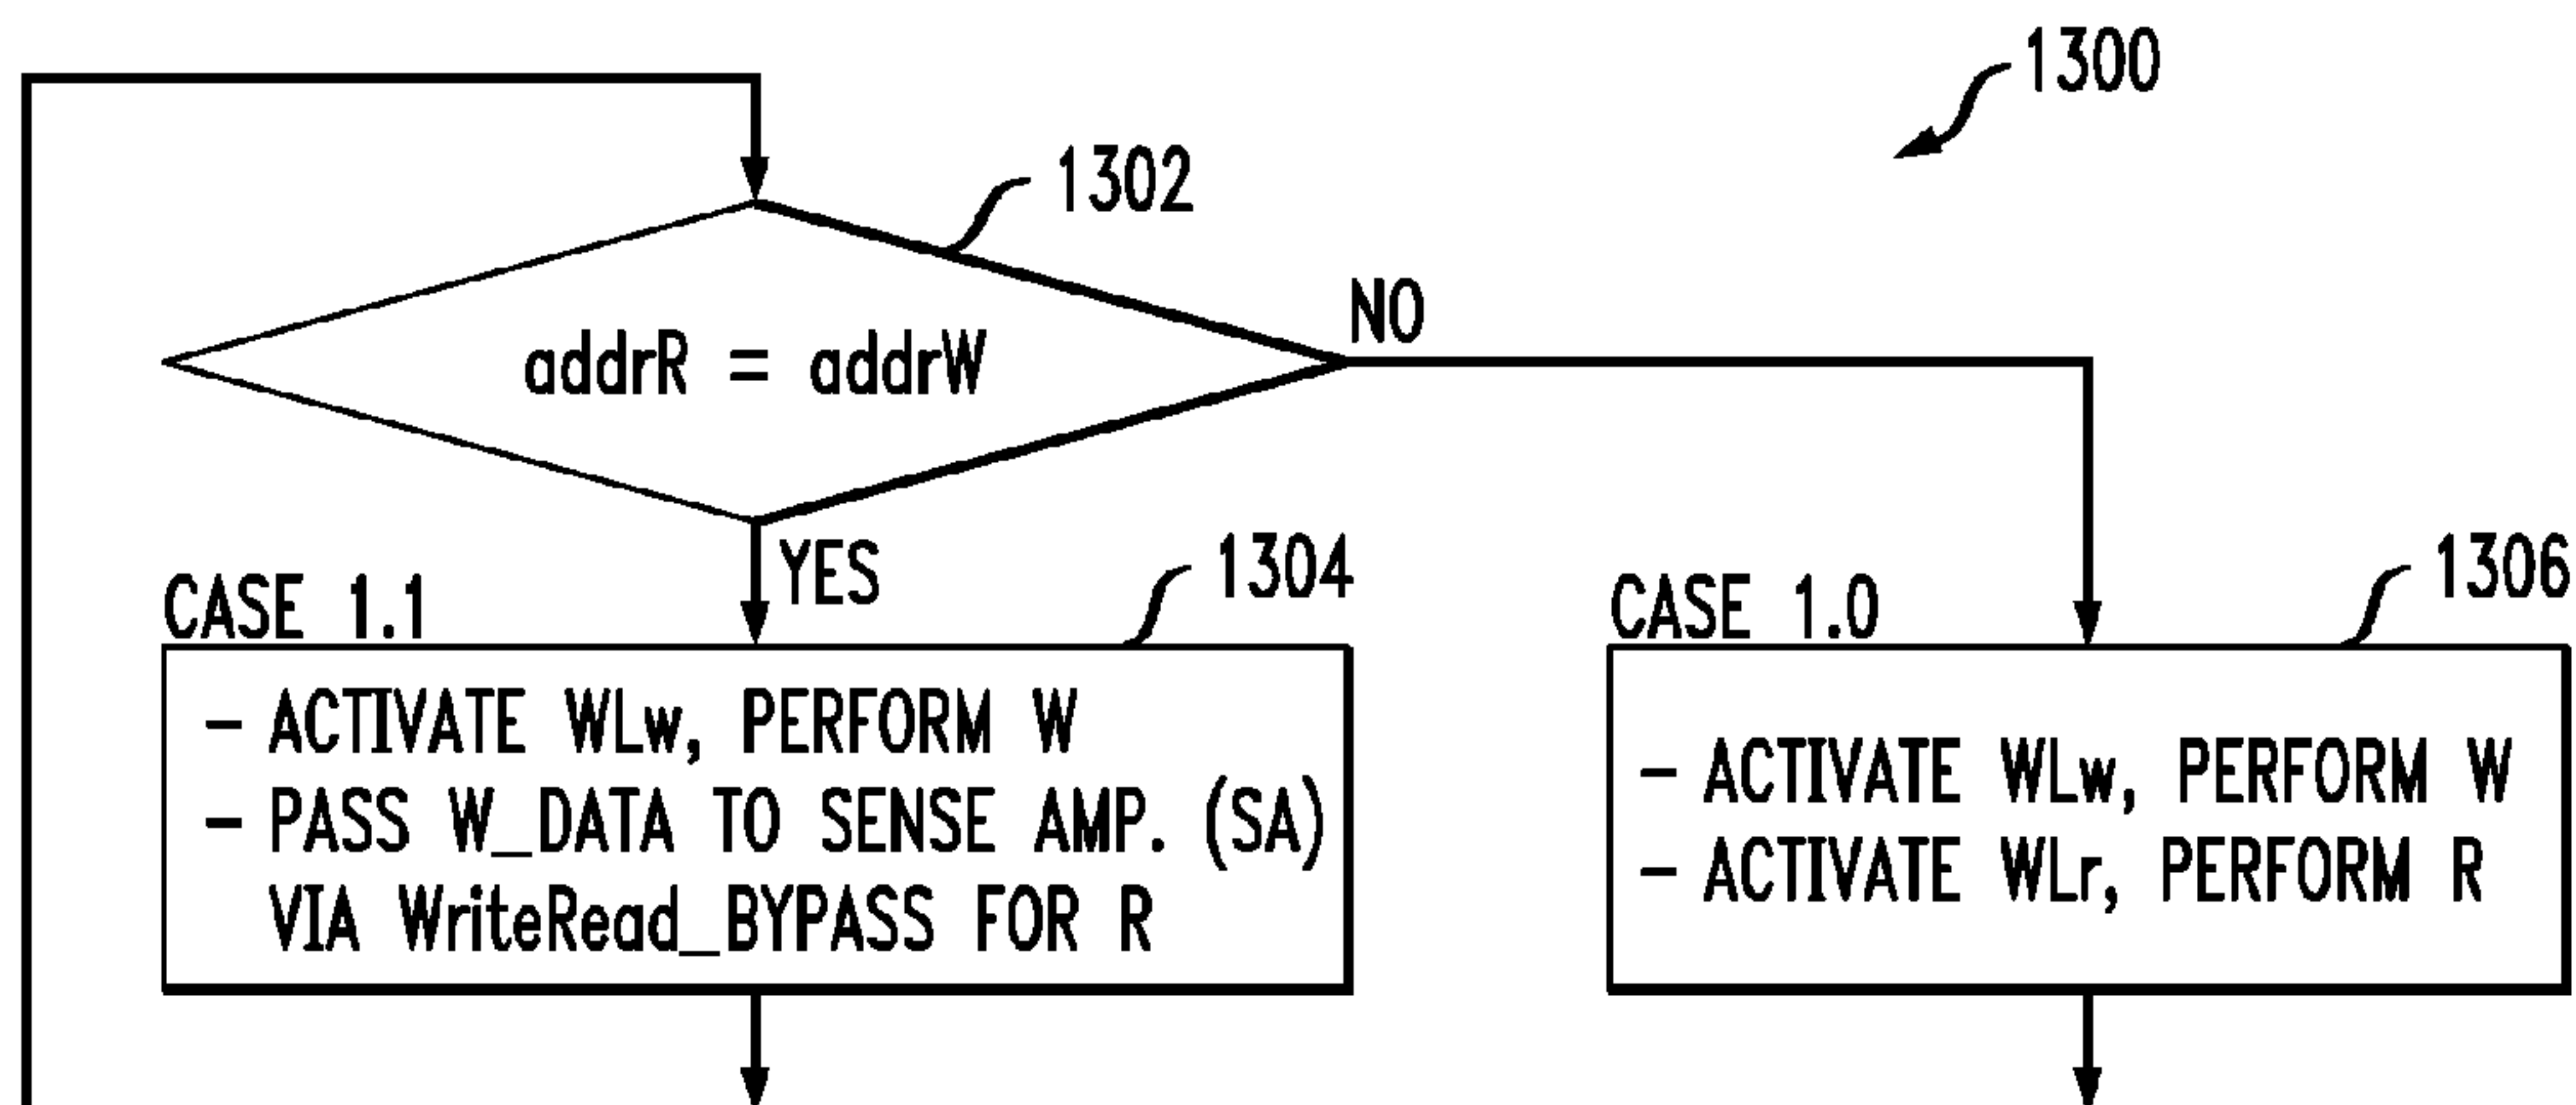 1300
1302
addrR = addrW
NO
YES
CASE 1.1
1304
- ACTIVATE WLw, PERFORM W
- PASS W_DATA TO SENSE AMP. (SA)
VIA WriteRead_BYPASS FOR R
CASE 1.0
1306
- ACTIVATE WLw, PERFORM W
- ACTIVATE WLr, PERFORM R